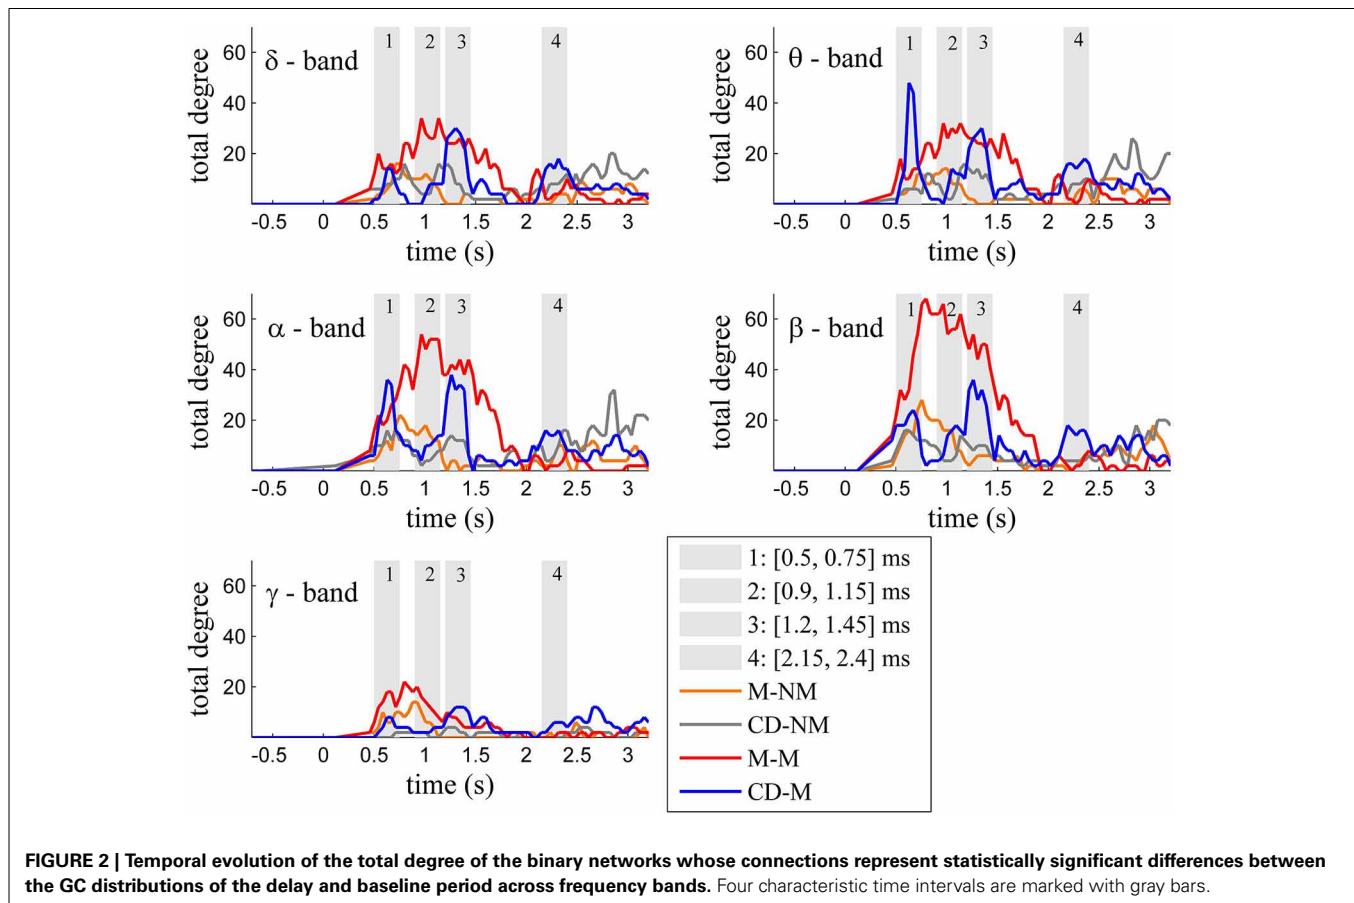 δ - band
1 2 3 4
total degree
60
40
20
-0.5 0 0.5 1 1.5 2 2.5 3
time (s)
θ - band
1 2 3 4
total degree
60
40
20
-0.5 0 0.5 1 1.5 2 2.5 3
time (s)
α - band
1 2 3 4
total degree
60
40
20
-0.5 0 0.5 1 1.5 2 2.5 3
time (s)
β - band
1 2 3 4
total degree
60
40
20
-0.5 0 0.5 1 1.5 2 2.5 3
time (s)
γ - band
1 2 3 4
total degree
60
40
20
-0.5 0 0.5 1 1.5 2 2.5 3
time (s)
1: [0.5, 0.75] ms
2: [0.9, 1.15] ms
3: [1.2, 1.45] ms
4: [2.15, 2.4] ms
M-NM
CD-NM
M-M
CD-M
FIGURE 2 | Temporal evolution of the total degree of the binary networks whose connections represent statistically significant differences between
the GC distributions of the delay and baseline period across frequency bands. Four characteristic time intervals are marked with gray bars.